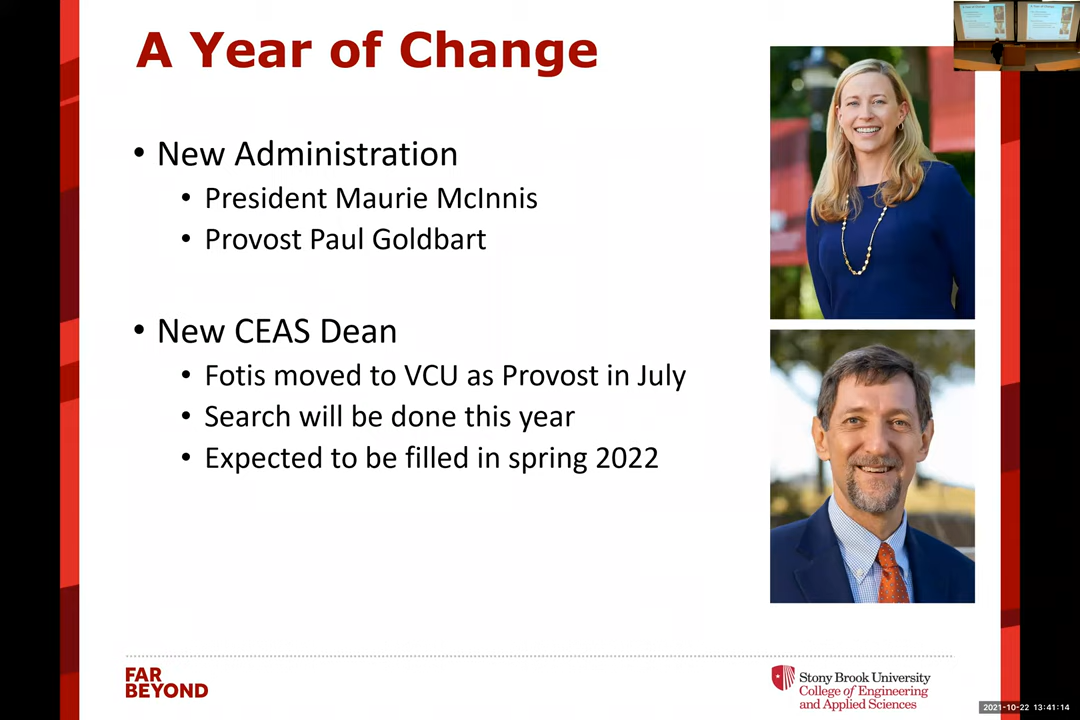 A Year of Change
• New Administration
• President Maurie McInnis
• Provost Paul Goldbart
• New CEAS Dean
• Fotis moved to VCU as Provost in July
• Search will be done this year
• Expected to be filled in spring 2022
FAR
BEYOND
Stony Brook University
College of Engineering
and Applied Sciences
2021-10-22 13:41:14